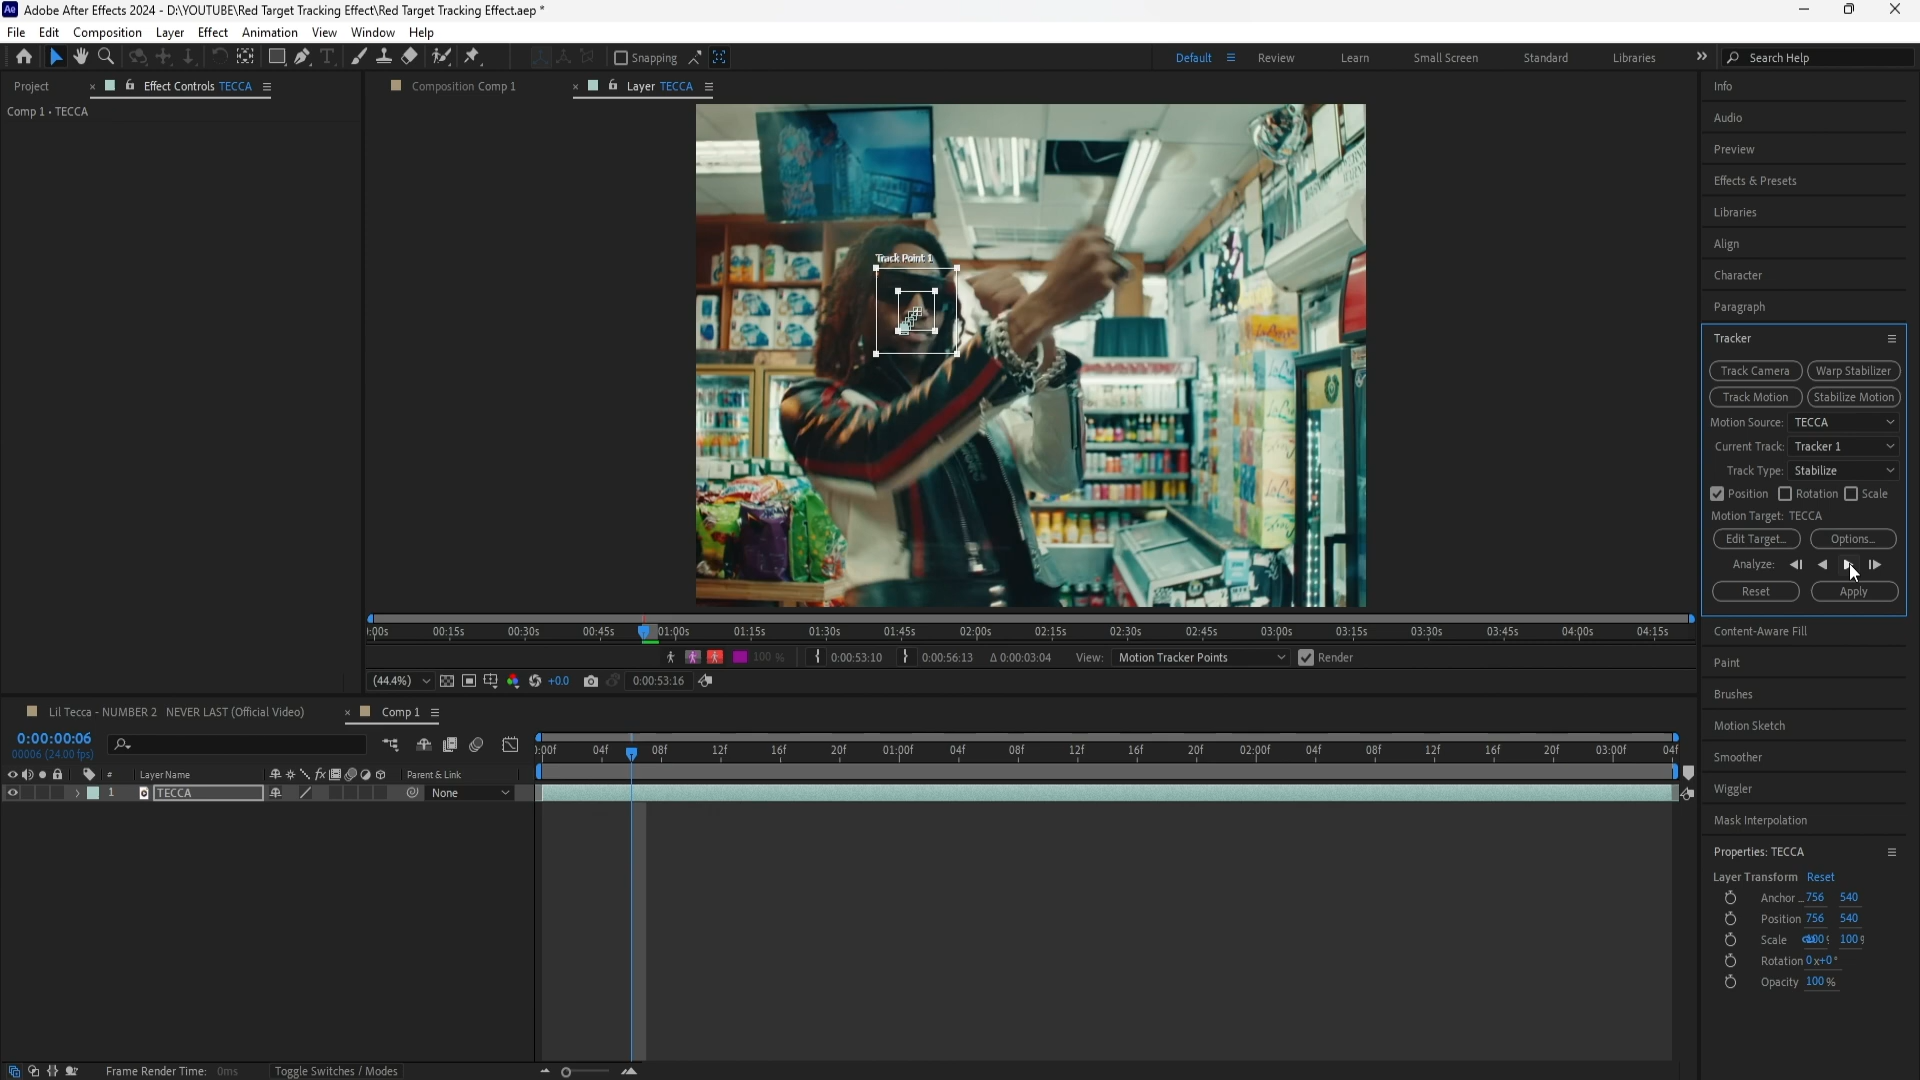 Adobe After Effects 2024 - D:\YOUTUBE\Red Target Tracking Effect\Red Target Tracking Effect.aep *
File Edit Composition Layer Effect Animation View Window Help
Snapping Default Review Learn Small Screen Standard Libraries Search Help
Project Effect Controls TECCA
Comp 1 • TECCA
Composition Comp 1 Layer TECCA
Track Point 1
:00s 00:15s 00:30s 00:45s 01:00s 01:15s 01:30s 01:45s 02:00s 02:15s 02:30s 02:45s 03:00s 03:15s 03:30s 03:45s 04:00s 04:15s
100 % 0:00:53:10 0:00:56:13 Δ 0:00:03:04 View: Motion Tracker Points Render
(44.4%) +0.0 0:00:53:16
Info
Audio
Preview
Effects & Presets
Libraries
Align
Character
Paragraph
Tracker
Track Camera Warp Stabilizer
Track Motion Stabilize Motion
Motion Source: TECCA
Current Track: Tracker 1
Track Type: Stabilize
Position Rotation Scale
Motion Target: TECCA
Edit Target... Options...
Analyze:
Reset Apply
Content-Aware Fill
Paint
Brushes
Motion Sketch
Smoother
Wiggler
Mask Interpolation
Properties: TECCA
Layer Transform Reset
Anchor ... 756 540
Position 756 540
Scale 100 100
Rotation 0x+0°
Opacity 100 %
Lil Tecca - NUMBER 2 NEVER LAST (Official Video) Comp 1
0:00:00:06
00006 (24.00 fps)
:00f 04f 08f 12f 16f 20f 01:00f 04f 08f 12f 16f 20f 02:00f 04f 08f 12f 16f 20f 03:00f 04f
# Layer Name Parent & Link
1 TECCA None
Frame Render Time: 0ms Toggle Switches / Modes